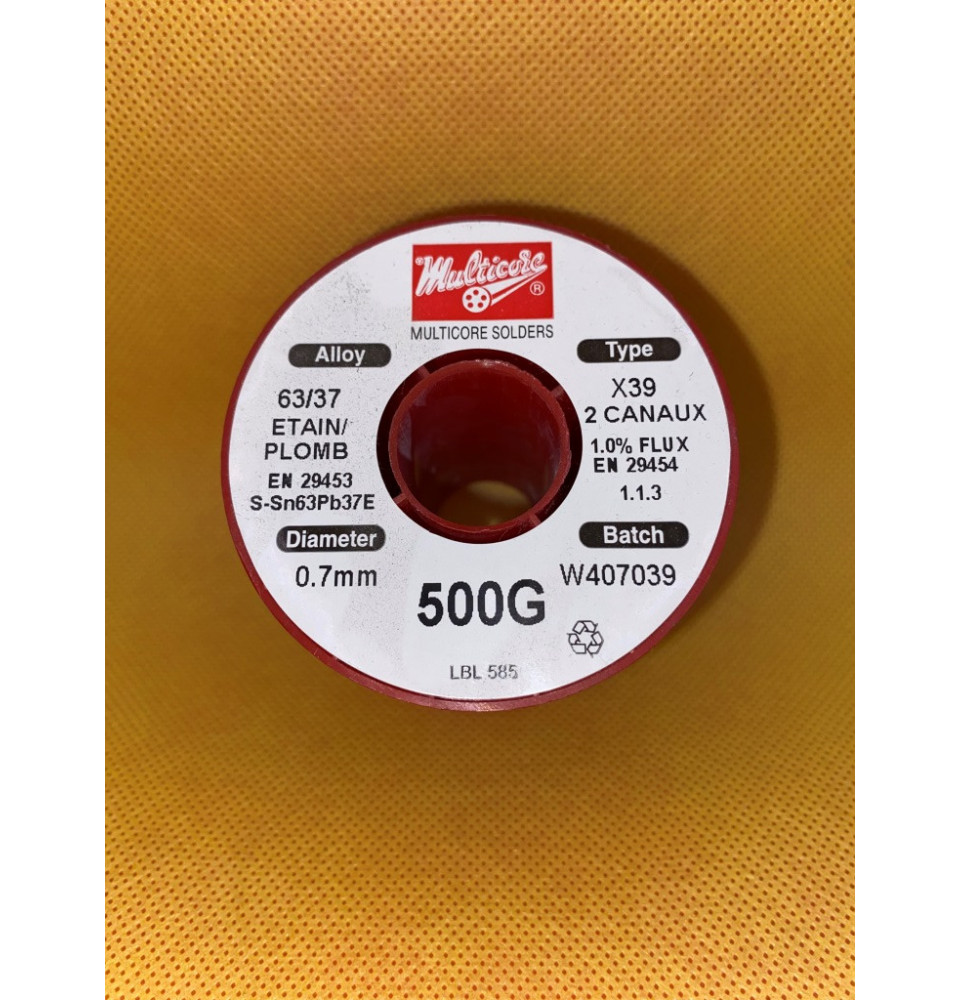 Multicore ®
MULTICORE SOLDERS
Alloy
63/37
ETAIN/
PLOMB
EN 29453
S-Sn63Pb37E
Diameter
0.7mm
Type
X39
2 CANAUX
1.0% FLUX
EN 29454
1.1.3
Batch
W407039
500G
LBL 585